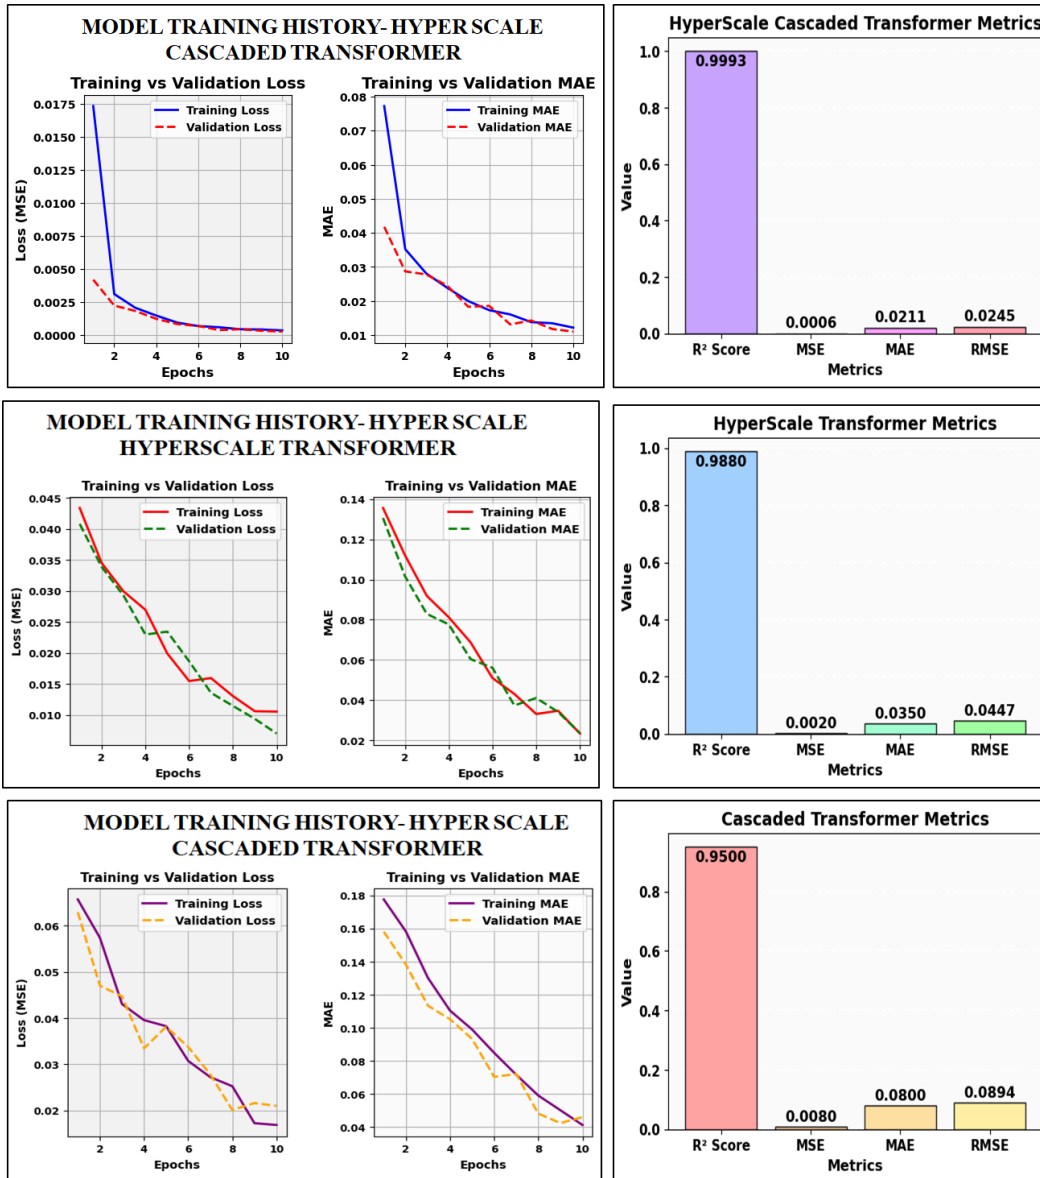 MODEL TRAINING HISTORY- HYPER SCALE
CASCADED TRANSFORMER
Training vs Validation Loss
Training Loss
Validation Loss
Loss (MSE)
0.0175
0.0150
0.0125
0.0100
0.0075
0.0050
0.0025
0.0000
2 4 6 8 10
Epochs
Training vs Validation MAE
Training MAE
Validation MAE
MAE
0.08
0.07
0.06
0.05
0.04
0.03
0.02
0.01
2 4 6 8 10
Epochs
HyperScale Cascaded Transformer Metrics
Value
1.0
0.8
0.6
0.4
0.2
0.0
0.9993
0.0006
0.0211
0.0245
R² Score MSE MAE RMSE
Metrics
MODEL TRAINING HISTORY- HYPER SCALE
HYPERSCALE TRANSFORMER
Training vs Validation Loss
Training Loss
Validation Loss
Loss (MSE)
0.045
0.040
0.035
0.030
0.025
0.020
0.015
0.010
2 4 6 8 10
Epochs
Training vs Validation MAE
Training MAE
Validation MAE
MAE
0.14
0.12
0.10
0.08
0.06
0.04
0.02
2 4 6 8 10
Epochs
HyperScale Transformer Metrics
Value
1.0
0.8
0.6
0.4
0.2
0.0
0.9880
0.0020
0.0350
0.0447
R² Score MSE MAE RMSE
Metrics
MODEL TRAINING HISTORY- HYPER SCALE
CASCADED TRANSFORMER
Training vs Validation Loss
Training Loss
Validation Loss
Loss (MSE)
0.06
0.05
0.04
0.03
0.02
2 4 6 8 10
Epochs
Training vs Validation MAE
Training MAE
Validation MAE
MAE
0.18
0.16
0.14
0.12
0.10
0.08
0.06
0.04
2 4 6 8 10
Epochs
Cascaded Transformer Metrics
Value
0.8
0.6
0.4
0.2
0.0
0.9500
0.0080
0.0800
0.0894
R² Score MSE MAE RMSE
Metrics